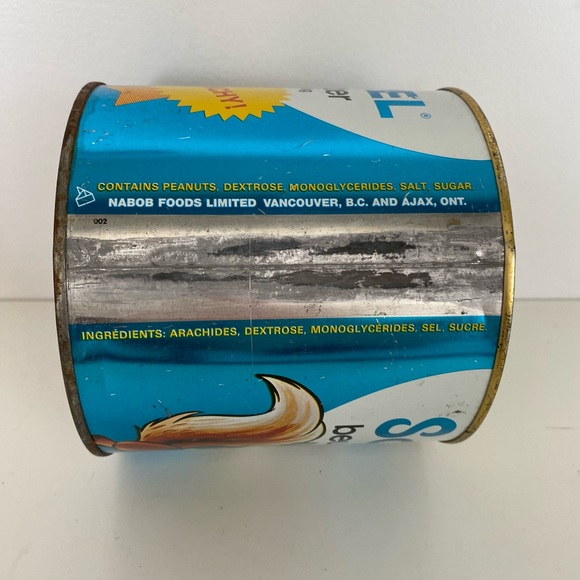 EL®
CONTAINS PEANUTS, DEXTROSE, MONOGLYCERIDES, SALT, SUGAR.
NABOB FOODS LIMITED VANCOUVER, B.C. AND AJAX, ONT.
002
INGRÉDIENTS: ARACHIDES, DEXTROSE, MONOGLYCÉRIDES, SEL, SUCRE.
S
be